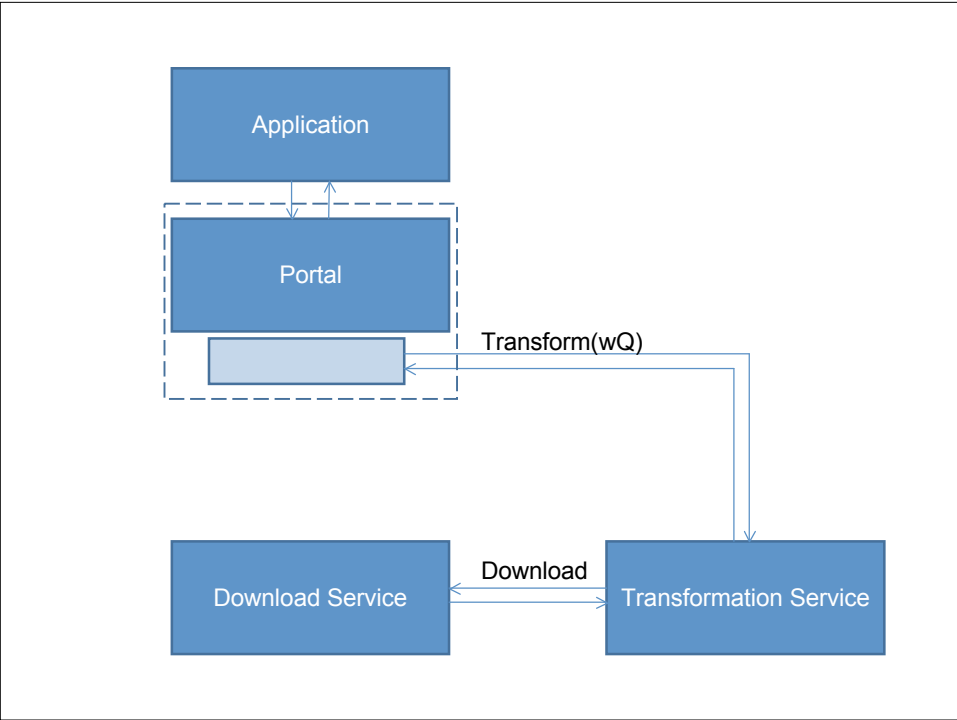 Application
Portal
Transform(wQ)
Download
Download Service
Transformation Service